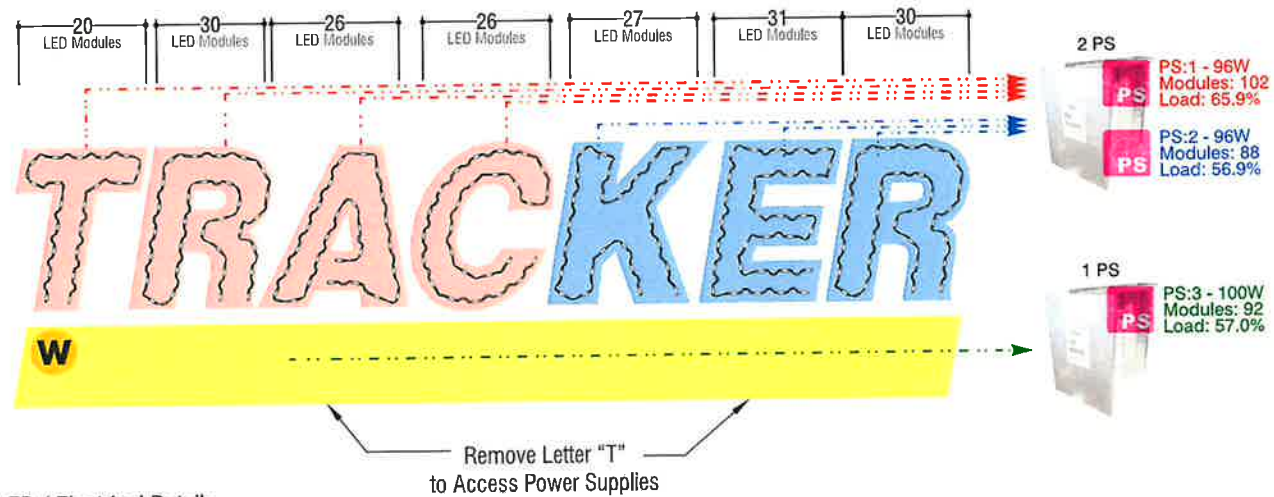 20 30 26 26 27 31 30
LED Modules LED Modules LED Modules LED Modules LED Modules LED Modules LED Modules
2 PS
PS:1 - 96W
Modules: 102
Load: 65.9%
PS
PS:2 - 96W
Modules: 88
Load: 56.9%
PS
TRACKER
1 PS
PS:3 - 100W
Modules: 92
Load: 57.0%
PS
W
Remove Letter "T"
to Access Power Supplies